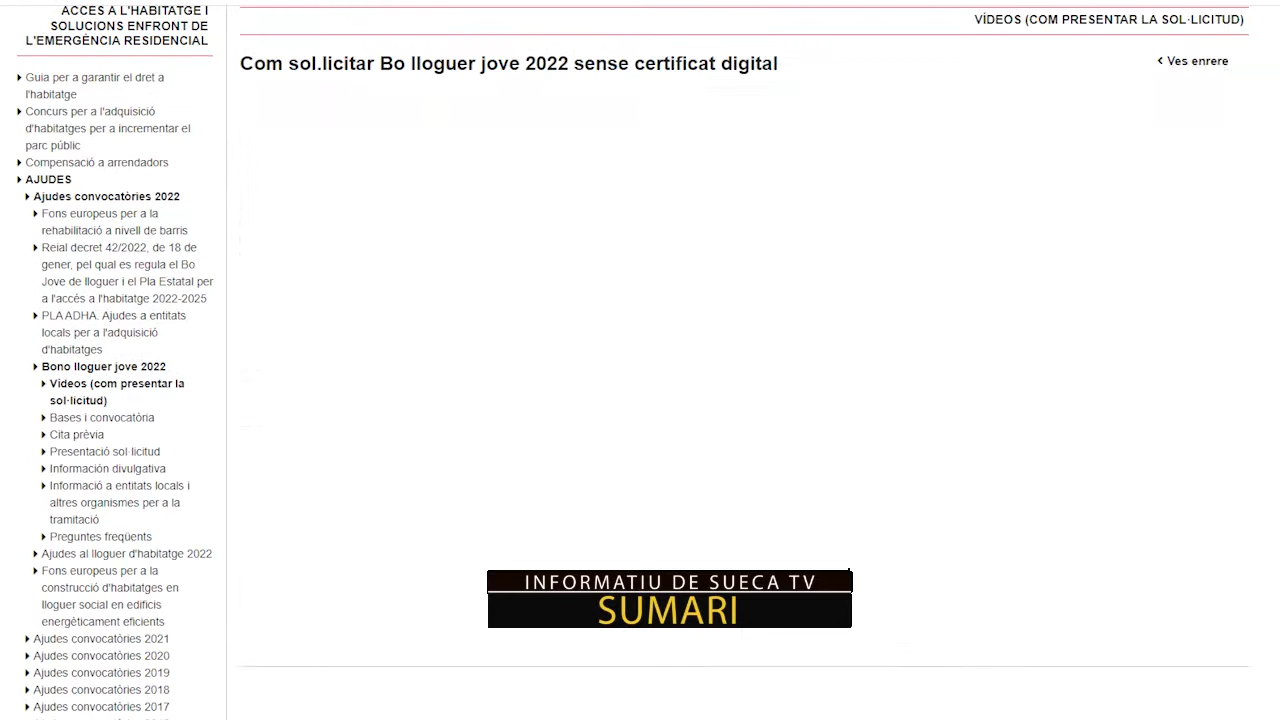 ACCÉS A L'HABITATGE I
SOLUCIONS ENFRONT DE
L'EMERGÈNCIA RESIDENCIAL
Guia per a garantir el dret a
l'habitatge
Concurs per a l'adquisició
d'habitatges per a incrementar el
parc públic
Compensació a arrendadors
AJUDES
Ajudes convocatòries 2022
Fons europeus per a la
rehabilitació a nivell de barris
Reial decret 42/2022, de 18 de
gener, pel qual es regula el Bo
Jove de lloguer i el Pla Estatal per
a l'accés a l'habitatge 2022-2025
PLA ADHA. Ajudes a entitats
locals per a l'adquisició
d'habitatges
Bono lloguer jove 2022
Vídeos (com presentar la
sol·licitud)
Bases i convocatòria
Cita prèvia
Presentació sol·licitud
Información divulgativa
Informació a entitats locals i
altres organismes per a la
tramitació
Preguntes freqüents
Ajudes al lloguer d'habitatge 2022
Fons europeus per a la
construcció d'habitatges en
lloguer social en edificis
energèticament eficients
Ajudes convocatòries 2021
Ajudes convocatòries 2020
Ajudes convocatòries 2019
Ajudes convocatòries 2018
Ajudes convocatòries 2017
VÍDEOS (COM PRESENTAR LA SOL·LICITUD)
Com sol.licitar Bo lloguer jove 2022 sense certificat digital
< Ves enrere
INFORMATIU DE SUECA TV
SUMARI